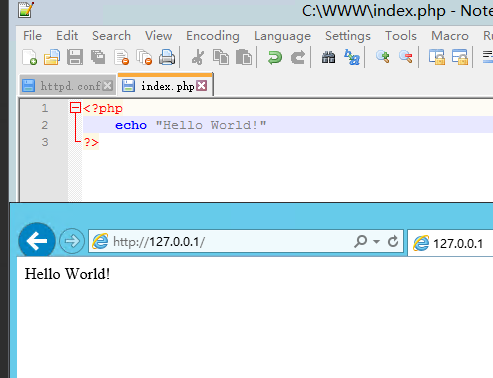 C:\WWW\index.php - Note
File Edit Search View Encoding Language Settings Tools Macro R
httpd.conf index.php
1 <?php
2 echo "Hello World!"
3 ?>
http://127.0.0.1/ 127.0.0.1
Hello World!